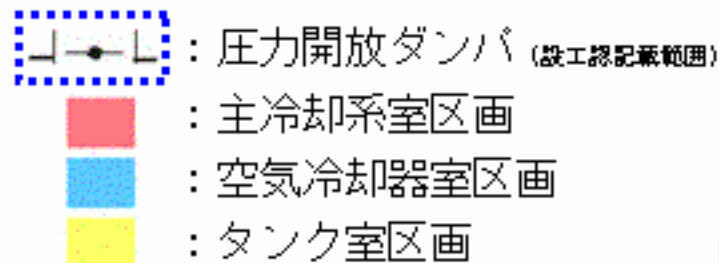 ：圧力開放ダンパ（設工認記載範囲）
：主冷却系室区画
：空気冷却器室区画
：タンク室区画